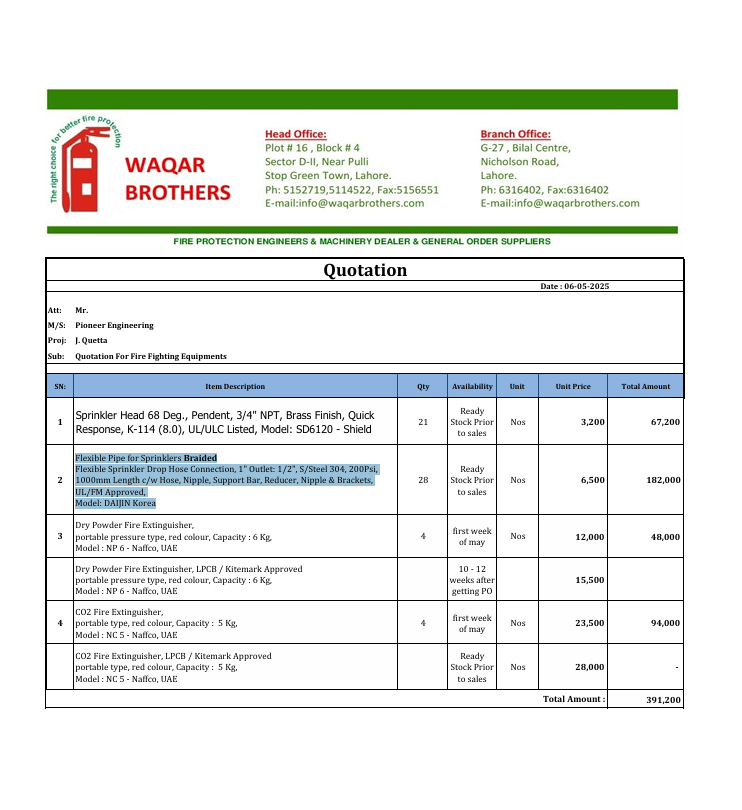 The right choice for better fire protection
WAQAR
BROTHERS
Head Office:
Plot # 16 , Block # 4
Sector D-II, Near Pulli
Stop Green Town, Lahore.
Ph: 5152719,5114522, Fax:5156551
E-mail:info@waqarbrothers.com
Branch Office:
G-27 , Bilal Centre,
Nicholson Road,
Lahore.
Ph: 6316402, Fax:6316402
E-mail:info@waqarbrothers.com
FIRE PROTECTION ENGINEERS & MACHINERY DEALER & GENERAL ORDER SUPPLIERS
Quotation
Date : 06-05-2025
Att: Mr.
M/S: Pioneer Engineering
Proj: J. Quetta
Sub: Quotation For Fire Fighting Equipments
SN: Item Description Qty Availability Unit Unit Price Total Amount
1
Sprinkler Head 68 Deg., Pendent, 3/4" NPT, Brass Finish, Quick
Response, K-114 (8.0), UL/ULC Listed, Model: SD6120 - Shield
21
Ready
Stock Prior
to sales
Nos
3,200
67,200
2
Flexible Pipe for Sprinklers Braided
Flexible Sprinkler Drop Hose Connection, 1" Outlet: 1/2", S/Steel 304, 200Psi,
1000mm Length c/w Hose, Nipple, Support Bar, Reducer, Nipple & Brackets,
UL/FM Approved,
Model: DAIJIN Korea
28
Ready
Stock Prior
to sales
Nos
6,500
182,000
3
Dry Powder Fire Extinguisher,
portable pressure type, red colour, Capacity : 6 Kg,
Model : NP 6 - Naffco, UAE
4
first week
of may
Nos
12,000
48,000
Dry Powder Fire Extinguisher, LPCB / Kitemark Approved
portable pressure type, red colour, Capacity : 6 Kg,
Model : NP 6 - Naffco, UAE
10 - 12
weeks after
getting PO
Nos
15,500
4
CO2 Fire Extinguisher,
portable type, red colour, Capacity : 5 Kg,
Model : NC 5 - Naffco, UAE
4
first week
of may
Nos
23,500
94,000
CO2 Fire Extinguisher, LPCB / Kitemark Approved
portable type, red colour, Capacity : 5 Kg,
Model : NC 5 - Naffco, UAE
Ready
Stock Prior
to sales
Nos
28,000
-
Total Amount : 391,200